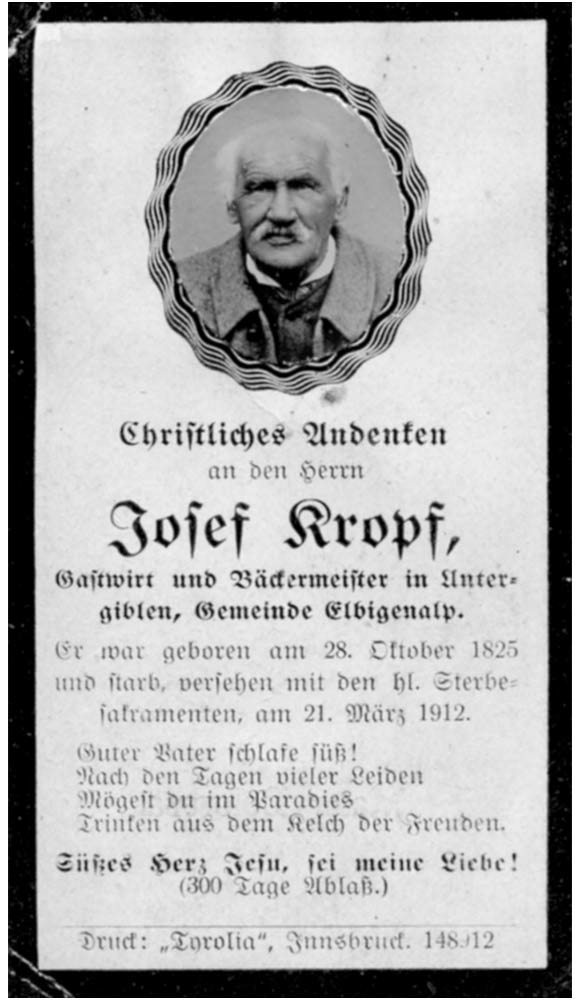 Christliches Andenken
an den Herrn
Josef Kropf,
Gastwirt und Bäckermeister in Unter-
giblen, Gemeinde Elbigenalp.
Er war geboren am 28. Oktober 1825
und starb, versehen mit den hl. Sterbe-
sakramenten, am 21. März 1912.
Guter Vater schlafe süß!
Nach den Tagen vieler Leiden
Mögest du im Paradies
Trinken aus dem Kelch der Freuden.
Süßes Herz Jesu, sei meine Liebe!
(300 Tage Ablaß.)
Druck: „Tyrolia“, Innsbruck.